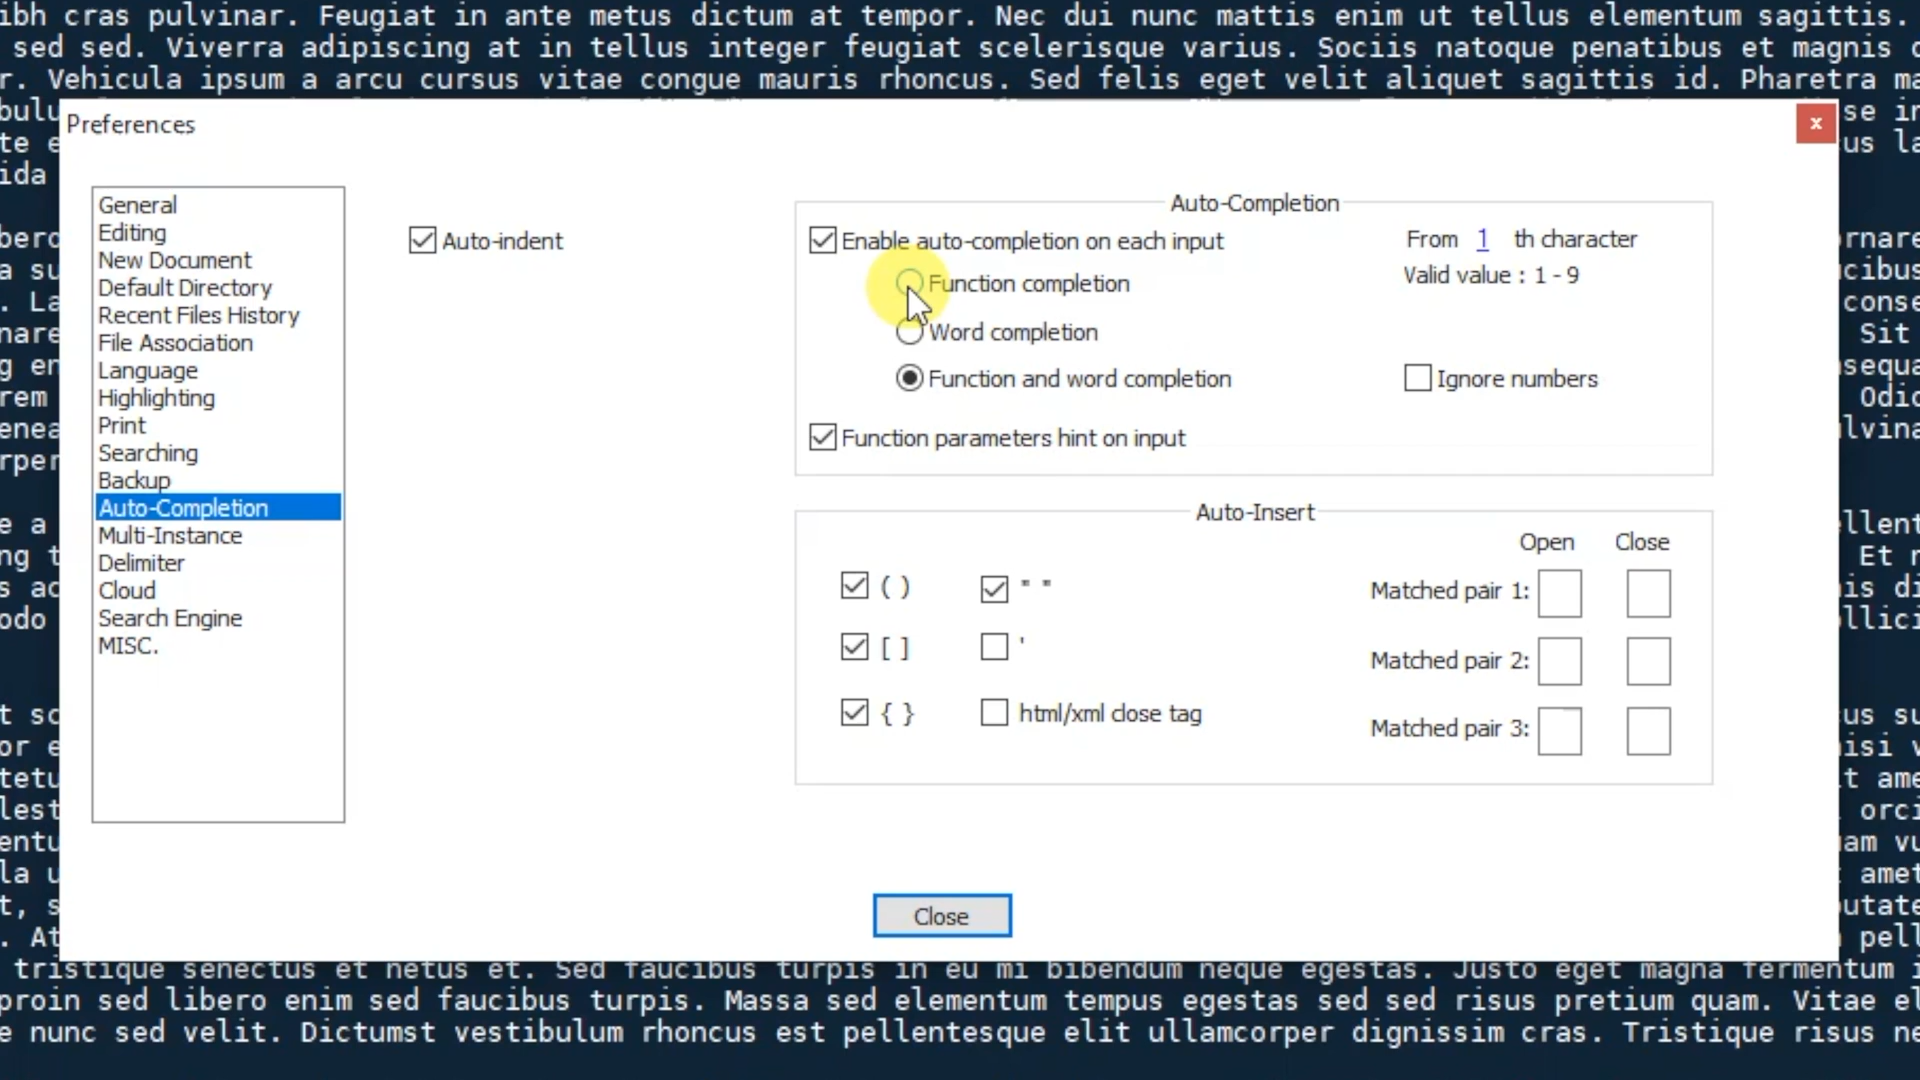 ibh cras pulvinar. Feugiat in ante metus dictum at tempor. Nec dui nunc mattis enim ut tellus elementum sagittis.
sed sed. Viverra adipiscing at in tellus integer feugiat scelerisque varius. Sociis natoque penatibus et magnis
r. Vehicula ipsum a arcu cursus vitae congue mauris rhoncus. Sed felis eget velit aliquet sagittis id. Pharetra ma
Preferences
x
General
Editing
New Document
Default Directory
Recent Files History
File Association
Language
Highlighting
Print
Searching
Backup
Auto-Completion
Multi-Instance
Delimiter
Cloud
Search Engine
MISC.
Auto-indent
Auto-Completion
Enable auto-completion on each input
From 1 th character
Valid value : 1 - 9
Function completion
Word completion
Function and word completion
Ignore numbers
Function parameters hint on input
Auto-Insert
Open Close
( ) " " Matched pair 1:
[ ] ' Matched pair 2:
{ } html/xml close tag Matched pair 3:
Close
tristique senectus et netus et. Sed faucibus turpis in eu mi bibendum neque egestas. Justo eget magna fermentum i
proin sed libero enim sed faucibus turpis. Massa sed elementum tempus egestas sed sed risus pretium quam. Vitae el
e nunc sed velit. Dictumst vestibulum rhoncus est pellentesque elit ullamcorper dignissim cras. Tristique risus ne